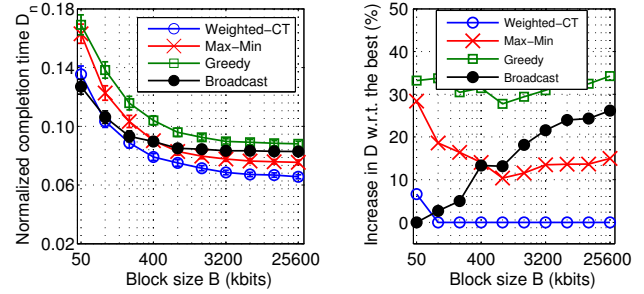 Normalized completion time Dn
0.18
0.14
0.10
0.06
0.02
Weighted−CT
Max−Min
Greedy
Broadcast
50 400 3200 25600
Block size B (kbits)
Increase in D w.r.t. the best (%)
50
40
30
20
10
0
Weighted−CT
Max−Min
Greedy
Broadcast
50 400 3200 25600
Block size B (kbits)